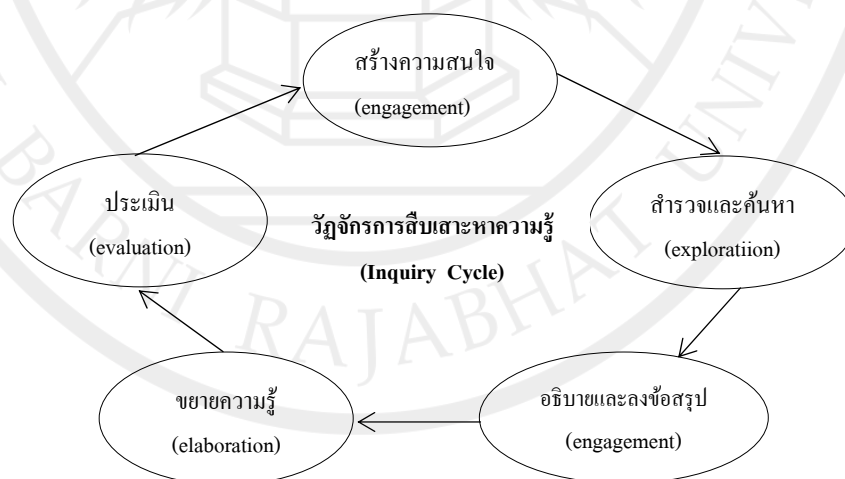 สร้างความสนใจ
(engagement)
สำรวจและค้นหา
(exploratiion)
อธิบายและลงข้อสรุป
(engagement)
ขยายความรู้
(elaboration)
ประเมิน
(evaluation)
วัฏจักรการสืบเสาะหาความรู้
(Inquiry Cycle)
BARNI RAJABHAT UNIV